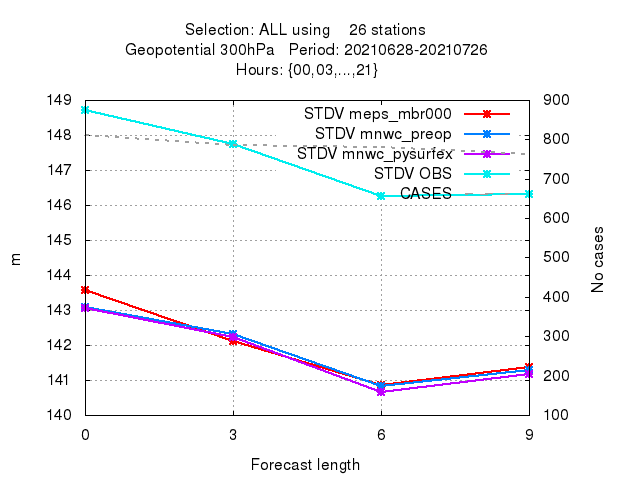 Selection: ALL using 26 stations
Geopotential 300hPa Period: 20210628-20210726
Hours: {00,03,...,21}
149 900
STDV meps_mbr000
148 800
STDV mnwc_preop
STDV mnwc_pysurfex
147 700
STDV OBS
CASES
146 600
145 500
m
No cases
144 400
143 300
142 200
141
140 100
0 3 6 9
Forecast length